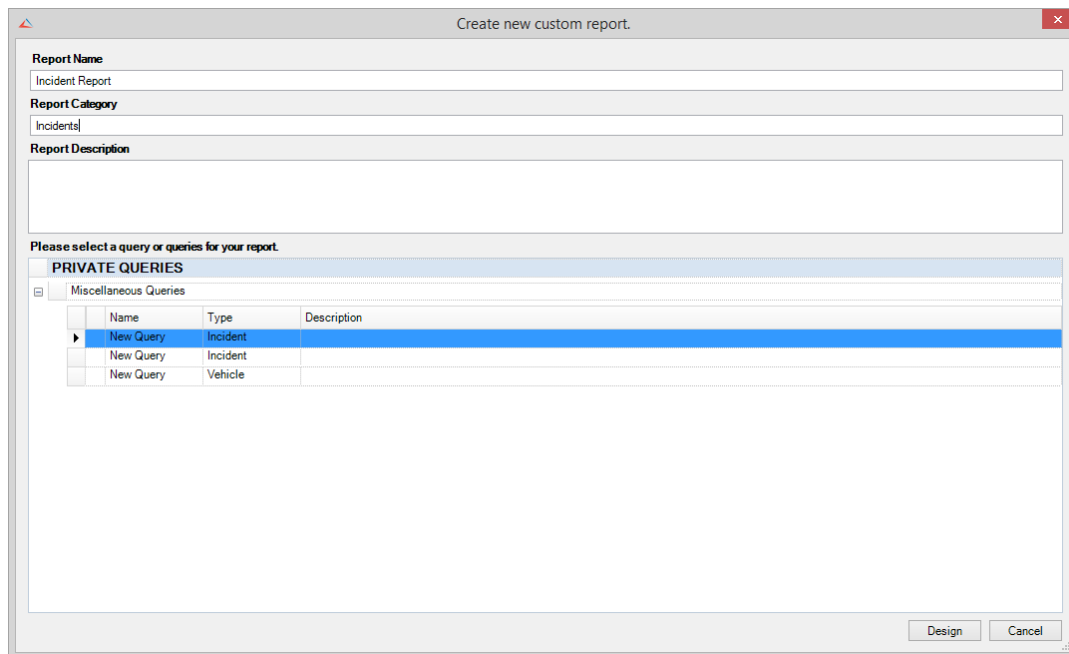 Create new custom report.
Report Name
Incident Report
Report Category
Incidents
Report Description
Please select a query or queries for your report.
PRIVATE QUERIES
Miscellaneous Queries
Name Type Description
New Query Incident
New Query Incident
New Query Vehicle
Design Cancel